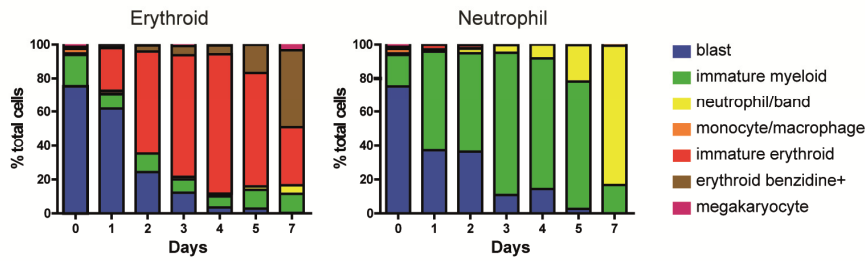 Erythroid
% total cells
100
80
60
40
20
0
0 1 2 3 4 5 7
Days
Neutrophil
% total cells
100
80
60
40
20
0
0 1 2 3 4 5 7
Days
blast
immature myeloid
neutrophil/band
monocyte/macrophage
immature erythroid
erythroid benzidine+
megakaryocyte